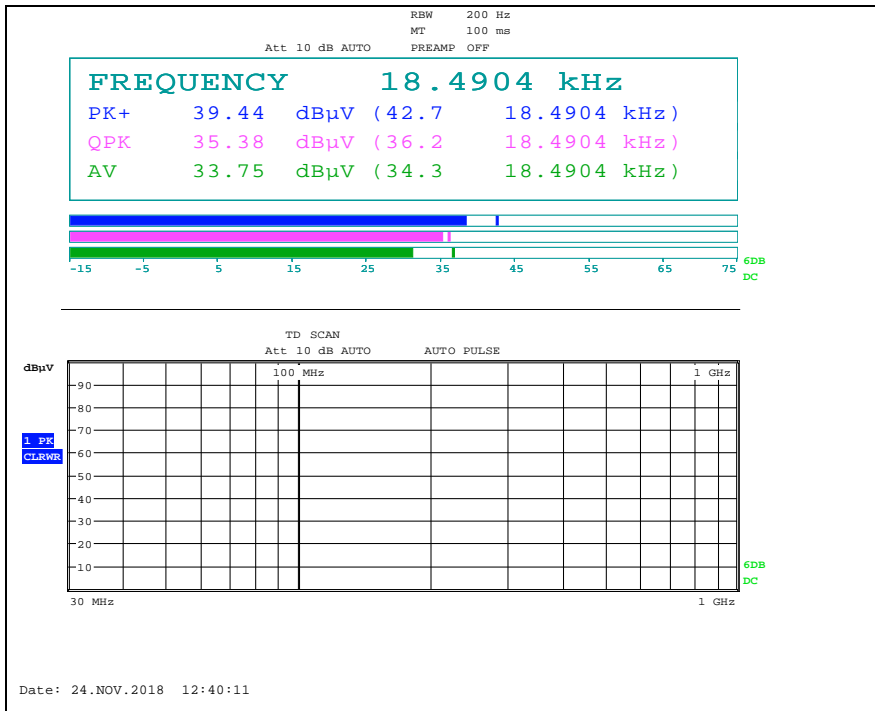 RBW 200 Hz
MT 100 ms
Att 10 dB AUTO PREAMP OFF
FREQUENCY 18.4904 kHz
PK+ 39.44 dBµV (42.7 18.4904 kHz)
QPK 35.38 dBµV (36.2 18.4904 kHz)
AV 33.75 dBµV (34.3 18.4904 kHz)
-15 -5 5 15 25 35 45 55 65 75
6DB
DC
TD SCAN
Att 10 dB AUTO AUTO PULSE
dBµV
100 MHz 1 GHz
90
80
70
1 PK
CLRWR
60
50
40
30
20
10
6DB
DC
30 MHz 1 GHz
Date: 24.NOV.2018 12:40:11